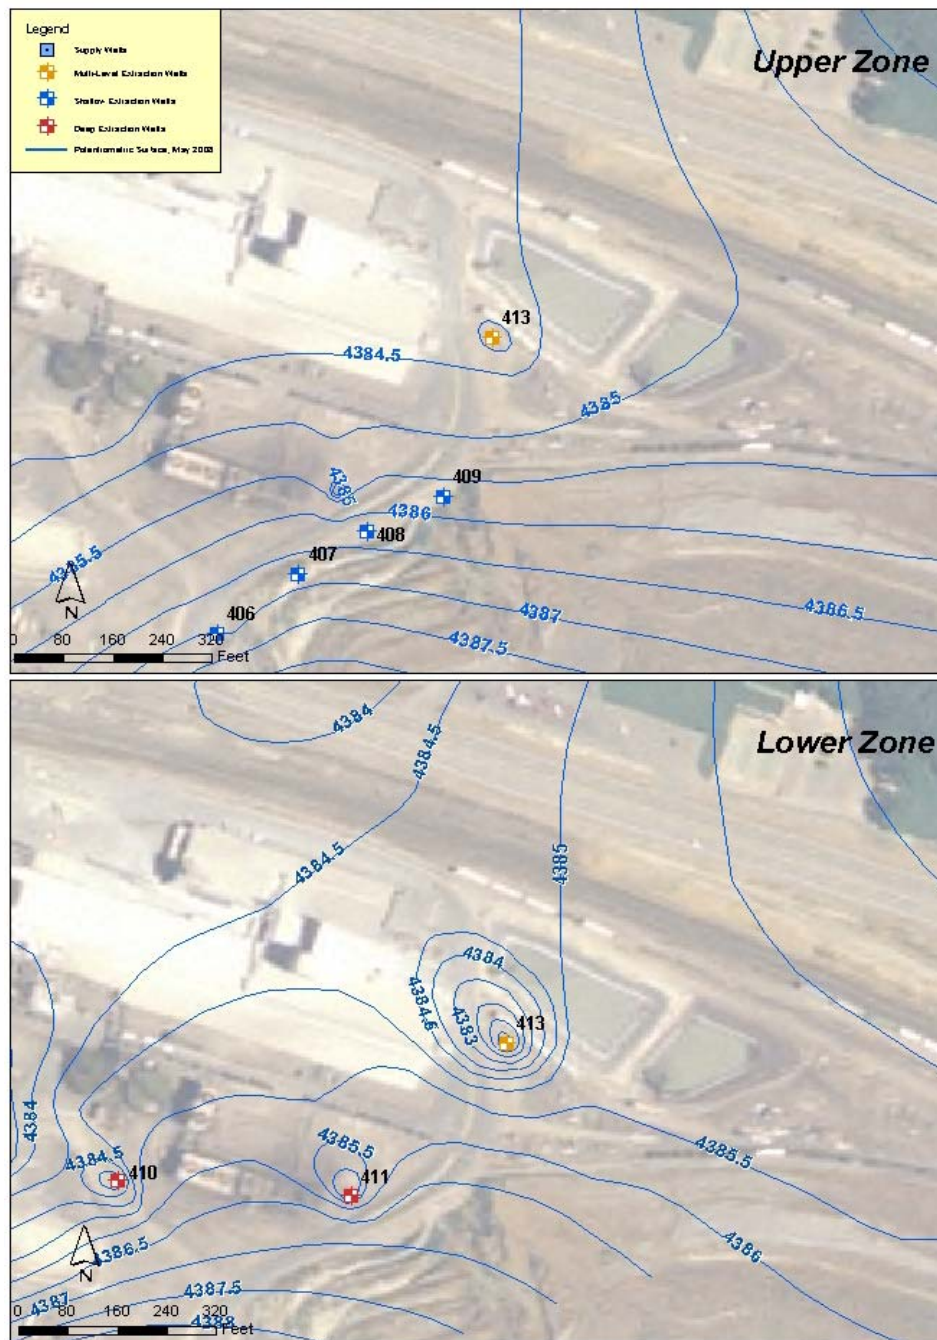 Legend
Supply Wells
Multi-Level Extraction Wells
Shallow Extraction Wells
Deep Extraction Wells
Potentiometric Surface, May 2008
Upper Zone
413
4384.5
4385
409
4385
4386
408
407
4385.5
N
406
4386.5
4387
4387.5
0 80 160 240 320
Feet
4384
4384.5
Lower Zone
4384.5
4385
4384
4384.5
4383
413
4384
4385.5
4385.5
4384.5
410
411
4386
4386.5
N
4387.5
4387
0 80 160 240 320
Feet
4388